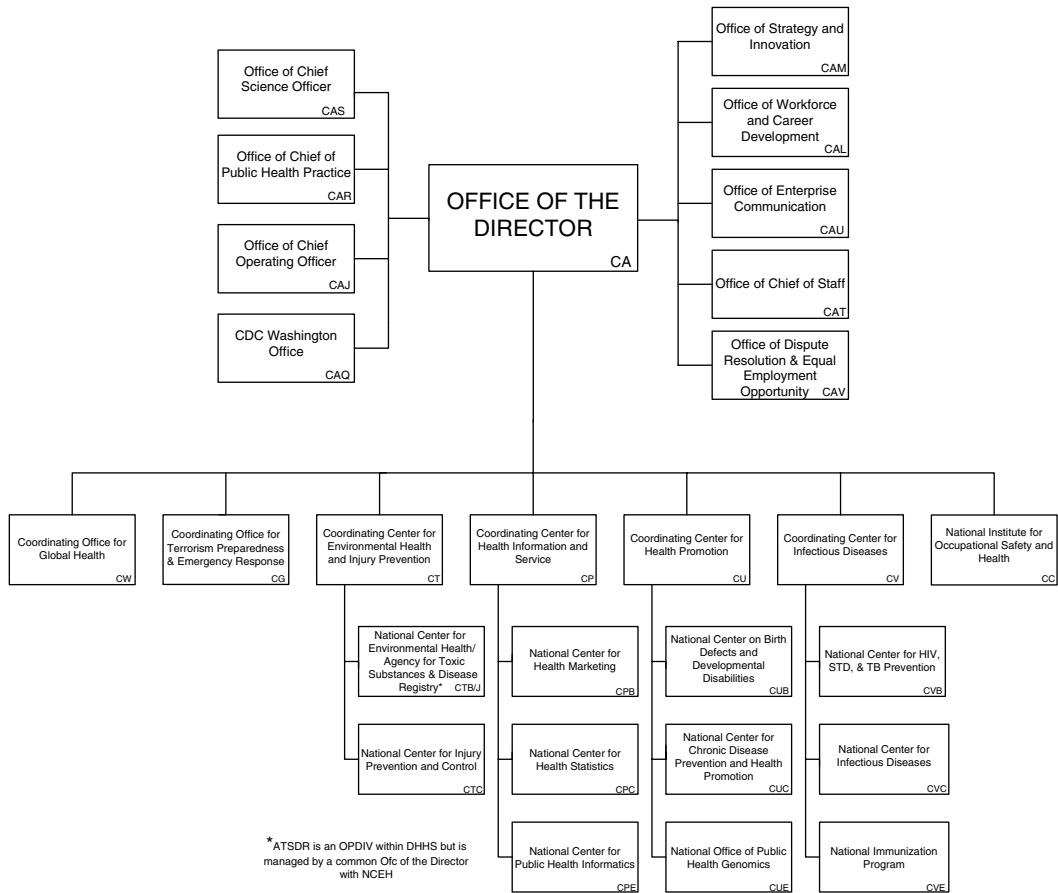 Office of Chief
Science Officer
CAS
Office of Chief of
Public Health Practice
CAR
Office of Chief
Operating Officer
CAJ
CDC Washington
Office
CAQ
OFFICE OF THE
DIRECTOR
CA
Office of Strategy and
Innovation
CAM
Office of Workforce
and Career
Development
CAL
Office of Enterprise
Communication
CAU
Office of Chief of Staff
CAT
Office of Dispute
Resolution & Equal
Employment
Opportunity CAV
Coordinating Office for
Global Health
CW
Coordinating Office for
Terrorism Preparedness
& Emergency Response
CG
Coordinating Center for
Environmental Health
and Injury Prevention
CT
Coordinating Center for
Health Information and
Service
CP
Coordinating Center for
Health Promotion
CU
Coordinating Center for
Infectious Diseases
CV
National Institute for
Occupational Safety and
Health
CC
National Center for
Environmental Health/
Agency for Toxic
Substances & Disease
Registry* CTB/J
National Center for Injury
Prevention and Control
CTC
National Center for
Health Marketing
CPB
National Center for
Health Statistics
CPC
National Center for
Public Health Informatics
CPE
National Center on Birth
Defects and
Developmental
Disabilities
CUB
National Center for
Chronic Disease
Prevention and Health
Promotion
CUC
National Office of Public
Health Genomics
CUE
National Center for HIV,
STD, & TB Prevention
CVB
National Center for
Infectious Diseases
CVC
National Immunization
Program
CVE
*ATSDR is an OPDIV within DHHS but is
managed by a common Ofc of the Director
with NCEH